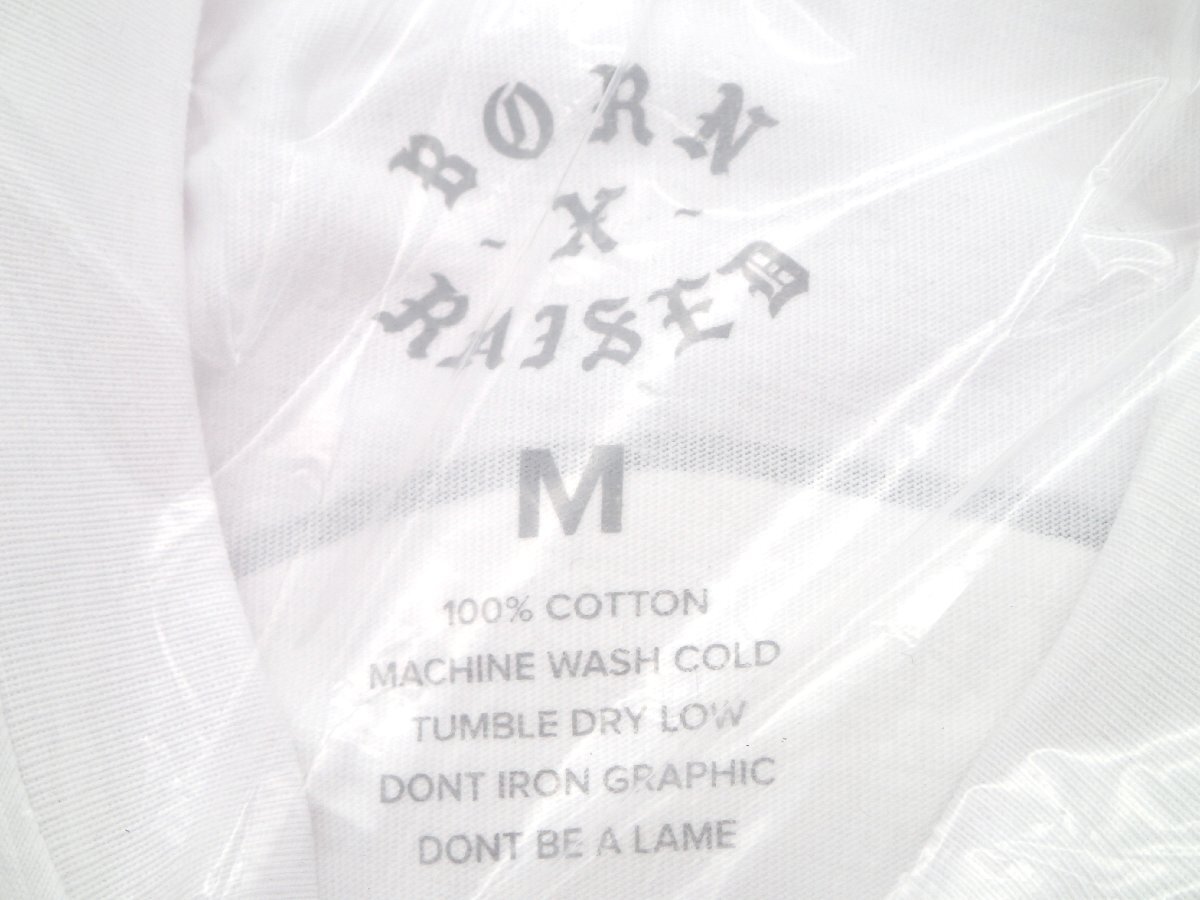 BORN
~ X ~
RAISED
M
100% COTTON
MACHINE WASH COLD
TUMBLE DRY LOW
DONT IRON GRAPHIC
DONT BE A LAME